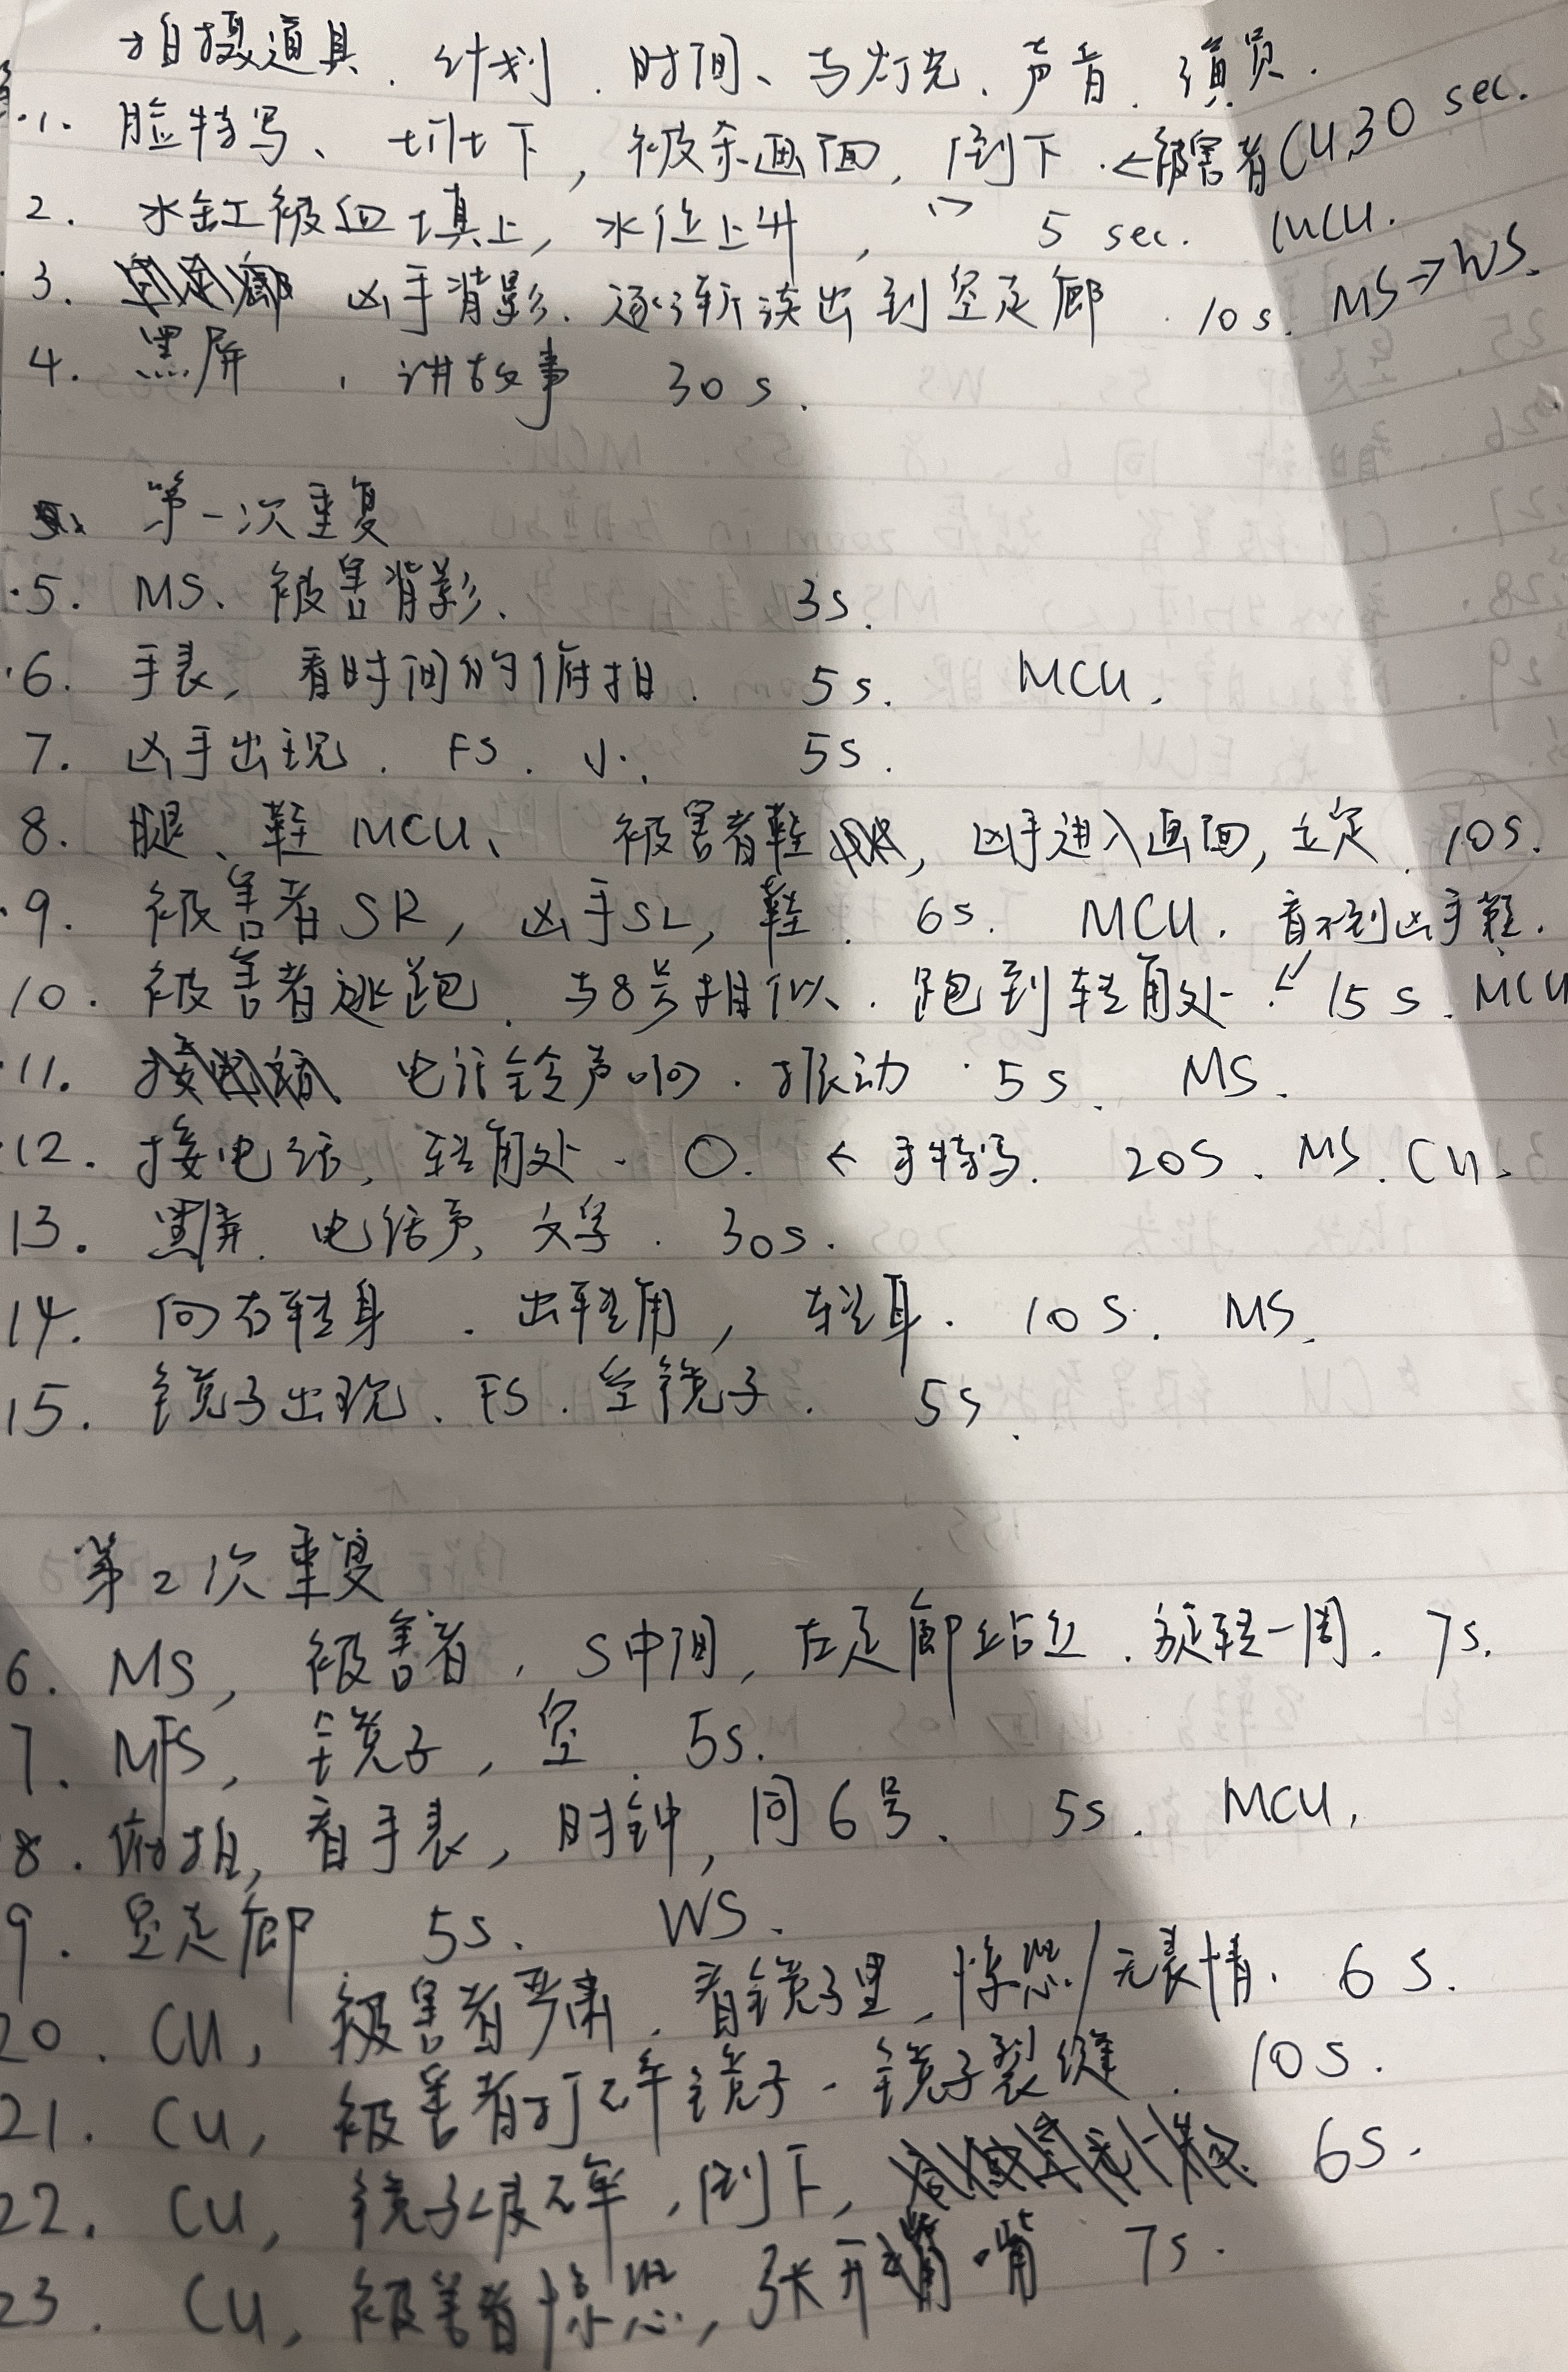 拍摄道具、计划、时间、与灯光、声音、演员.
1. 脸特写、切下, 被杀画面, 倒下. ← 被害者 CU, 30 sec.
2. 水缸被血填上, 水位上升, 5 sec. MCU.
3. 凶手背影. 逐渐淡出到空走廊. 10s. MS→WS.
4. 黑屏, 讲故事 30s.
第一次重复
5. MS. 被害背影. 3s.
6. 手表, 看时间的俯拍. 5s. MCU.
7. 凶手出现. FS. 小. 5s.
8. 腿、鞋 MCU、 被害者鞋, 凶手进入画面, 立定. 10s.
9. 被害者 SR, 凶手 SL, 鞋. 6s. MCU. 看不到凶手鞋.
10. 被害者逃跑. 与8号相似. 跑到转角处. 15s. MCU
11. 电话铃声响. 振动. 5s. MS.
12. 接电话, 转角处. O. ← 手特写. 20s. MS. CU.
13. 黑屏. 电话声, 文字. 30s.
14. 向右转身. 出转角, 转身. 10s. MS.
15. 镜子出现. FS. 空镜子. 5s.
第2次重复
6. MS, 被害者, S中间, 左走廊站立. 旋转一周. 7s.
7. MFS, 镜子, 空. 5s.
8. 俯拍, 看手表, 时钟, 同6号. 5s. MCU.
9. 空走廊 5s. WS.
20. CU, 被害者严肃. 看镜子里, 惊恐/无表情. 6s.
21. CU, 被害者打碎镜子. 镜子裂缝. 10s.
22. CU, 镜子破碎, 倒下, 6s.
23. CU, 被害者惊恐, 张开嘴 7s.